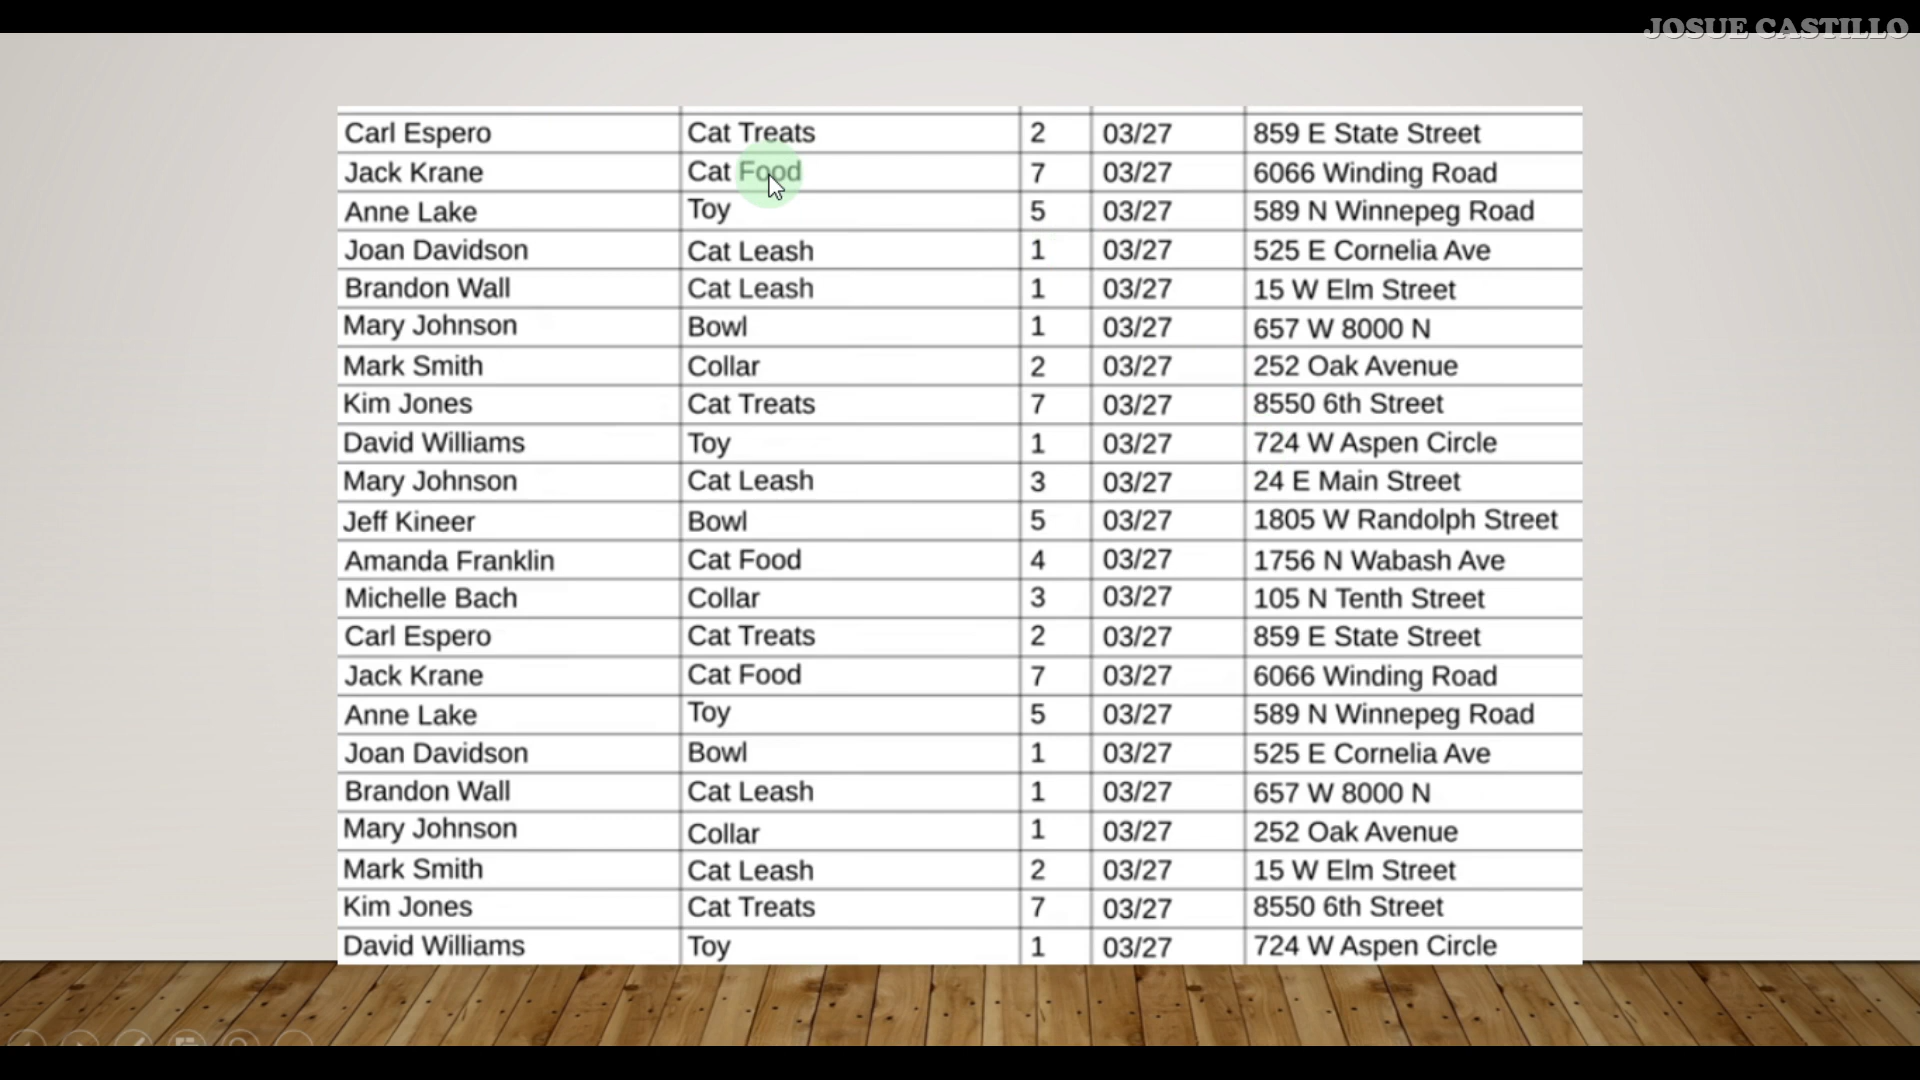 JOSUE CASTILLO
Carl Espero Cat Treats 2 03/27 859 E State Street
Jack Krane Cat Food 7 03/27 6066 Winding Road
Anne Lake Toy 5 03/27 589 N Winnepeg Road
Joan Davidson Cat Leash 1 03/27 525 E Cornelia Ave
Brandon Wall Cat Leash 1 03/27 15 W Elm Street
Mary Johnson Bowl 1 03/27 657 W 8000 N
Mark Smith Collar 2 03/27 252 Oak Avenue
Kim Jones Cat Treats 7 03/27 8550 6th Street
David Williams Toy 1 03/27 724 W Aspen Circle
Mary Johnson Cat Leash 3 03/27 24 E Main Street
Jeff Kineer Bowl 5 03/27 1805 W Randolph Street
Amanda Franklin Cat Food 4 03/27 1756 N Wabash Ave
Michelle Bach Collar 3 03/27 105 N Tenth Street
Carl Espero Cat Treats 2 03/27 859 E State Street
Jack Krane Cat Food 7 03/27 6066 Winding Road
Anne Lake Toy 5 03/27 589 N Winnepeg Road
Joan Davidson Bowl 1 03/27 525 E Cornelia Ave
Brandon Wall Cat Leash 1 03/27 657 W 8000 N
Mary Johnson Collar 1 03/27 252 Oak Avenue
Mark Smith Cat Leash 2 03/27 15 W Elm Street
Kim Jones Cat Treats 7 03/27 8550 6th Street
David Williams Toy 1 03/27 724 W Aspen Circle